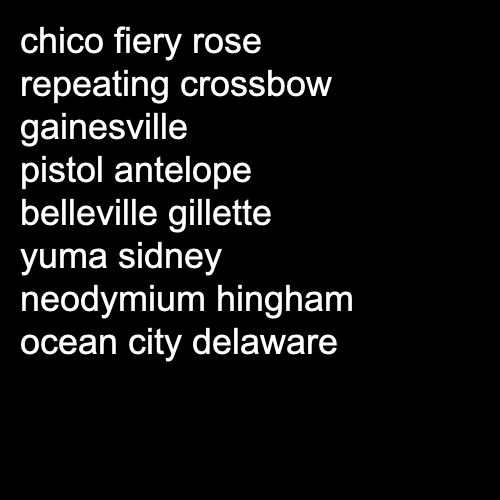 chico fiery rose
repeating crossbow
gainesville
pistol antelope
belleville gillette
yuma sidney
neodymium hingham
ocean city delaware